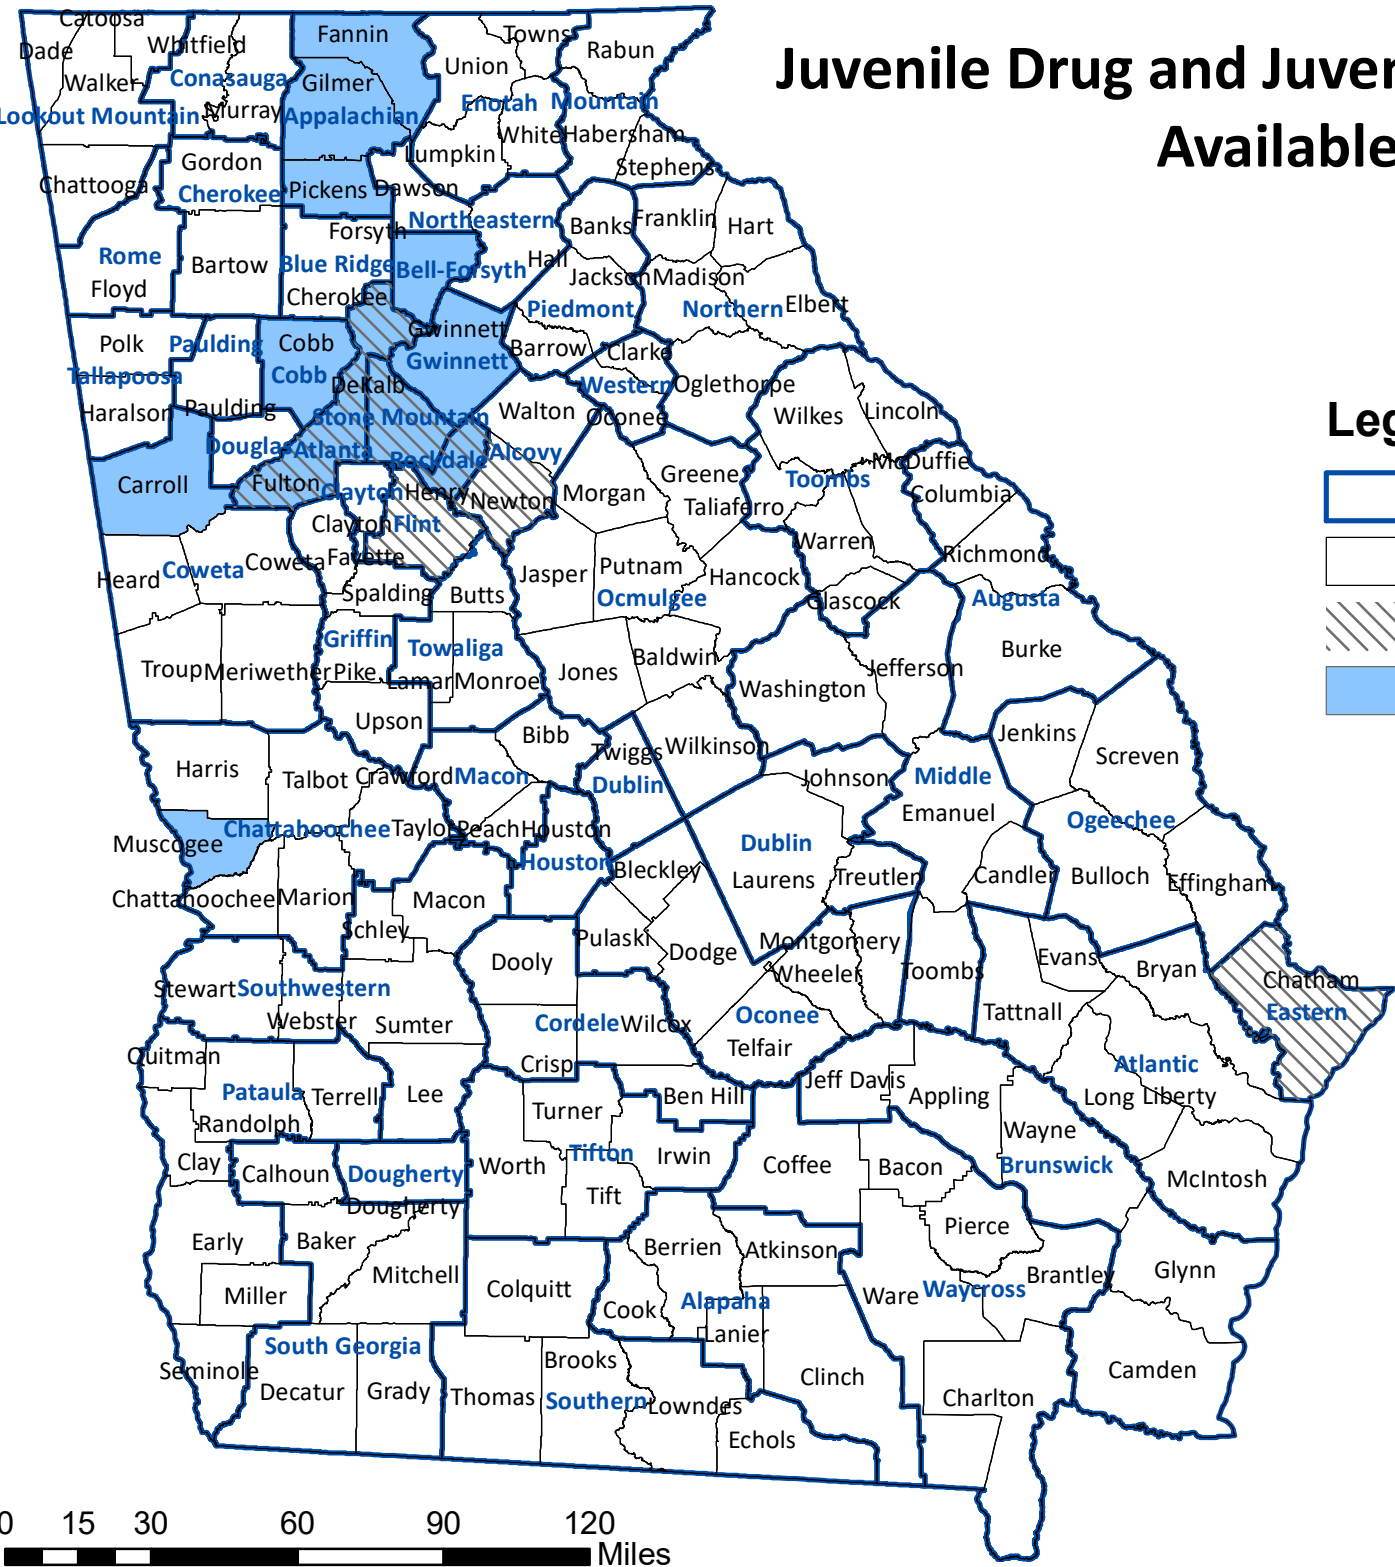 Juvenile Drug and Juver
Available
Leg
Catoosa
Dade
Whitfield
Fannin
Towns
Rabun
Union
Walker
Conasauga
Gilmer
Lookout Mountain
Murray
Appalachian
Enotah
Mountain
White
Habersham
Lumpkin
Stephens
Gordon
Chattooga
Cherokee
Pickens
Dawson
Northeastern
Banks
Franklin
Hart
Forsyth
Rome
Bartow
Blue Ridge
Bell-Forsyth
Hall
Jackson
Madison
Floyd
Cherokee
Piedmont
Northern
Elbert
Polk
Paulding
Cobb
Gwinnett
Barrow
Clarke
Tallapoosa
Cobb
Gwinnett
DeKalb
Western
Oglethorpe
Haralson
Paulding
Stone Mountain
Walton
Oconee
Wilkes
Lincoln
Douglas
Atlanta
Rockdale
Alcovy
McDuffie
Carroll
Fulton
Clayton
Henry
Newton
Morgan
Greene
Toombs
Columbia
Taliaferro
Clayton
Flint
Warren
Richmond
Heard
Coweta
Coweta
Fayette
Jasper
Putnam
Hancock
Spalding
Butts
Ocmulgee
Glascock
Augusta
Griffin
Towaliga
Baldwin
Burke
Troup
Meriwether
Pike
Lamar
Monroe
Jones
Washington
Jefferson
Upson
Bibb
Twiggs
Wilkinson
Jenkins
Screven
Harris
Talbot
Crawford
Macon
Dublin
Johnson
Middle
Emanuel
Muscogee
Chattahoochee
Taylor
Peach
Houston
Dublin
Ogeechee
Houston
Bleckley
Laurens
Treutlen
Candler
Bulloch
Effingham
Chattahoochee
Marion
Macon
Schley
Pulaski
Dodge
Montgomery
Wheeler
Toombs
Evans
Bryan
Chatham
Dooly
Stewart
Southwestern
Webster
Sumter
Cordele
Wilcox
Oconee
Tattnall
Eastern
Quitman
Crisp
Telfair
Atlantic
Pataula
Terrell
Lee
Turner
Ben Hill
Jeff Davis
Appling
Long
Liberty
Randolph
Wayne
Clay
Calhoun
Dougherty
Worth
Tifton
Irwin
Coffee
Bacon
Brunswick
McIntosh
Dougherty
Tift
Early
Baker
Mitchell
Berrien
Atkinson
Pierce
Miller
Colquitt
Cook
Alapaha
Ware
Waycross
Brantley
Glynn
Lanier
Seminole
South Georgia
Brooks
Clinch
Camden
Decatur
Grady
Thomas
Southern
Lowndes
Charlton
Echols
0 15 30 60 90 120
Miles